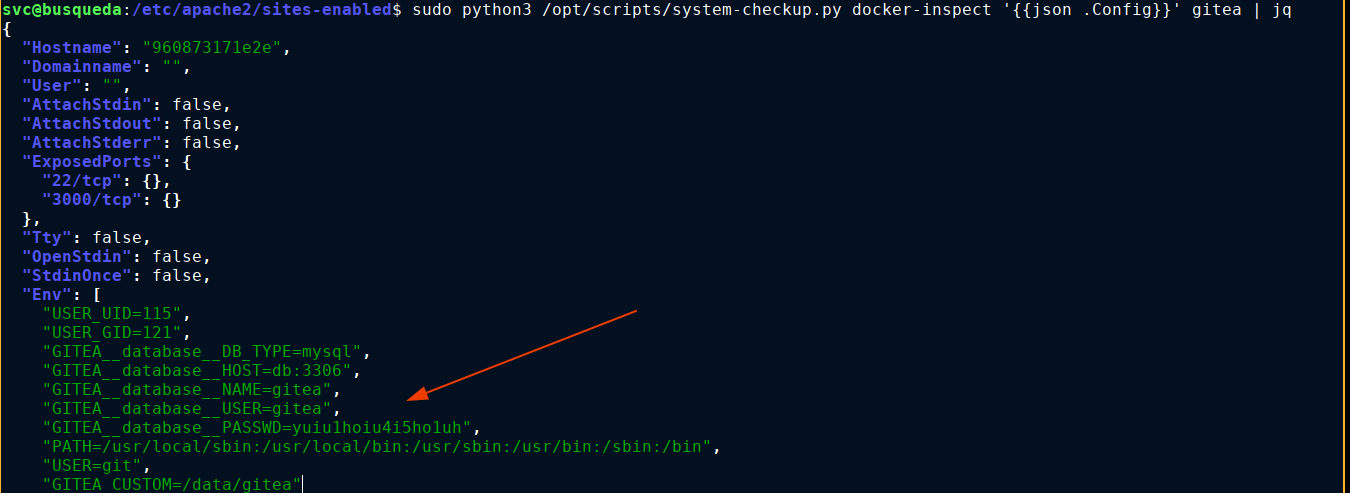 svc@busqueda:/etc/apache2/sites-enabled$ sudo python3 /opt/scripts/system-checkup.py docker-inspect '{{json .Config}}' gitea | jq
{
  "Hostname": "960873171e2e",
  "Domainname": "",
  "User": "",
  "AttachStdin": false,
  "AttachStdout": false,
  "AttachStderr": false,
  "ExposedPorts": {
    "22/tcp": {},
    "3000/tcp": {}
  },
  "Tty": false,
  "OpenStdin": false,
  "StdinOnce": false,
  "Env": [
    "USER_UID=115",
    "USER_GID=121",
    "GITEA__database__DB_TYPE=mysql",
    "GITEA__database__HOST=db:3306",
    "GITEA__database__NAME=gitea",
    "GITEA__database__USER=gitea",
    "GITEA__database__PASSWD=yuiu1hoiu4i5ho1uh",
    "PATH=/usr/local/sbin:/usr/local/bin:/usr/sbin:/usr/bin:/sbin:/bin",
    "USER=git",
    "GITEA_CUSTOM=/data/gitea"